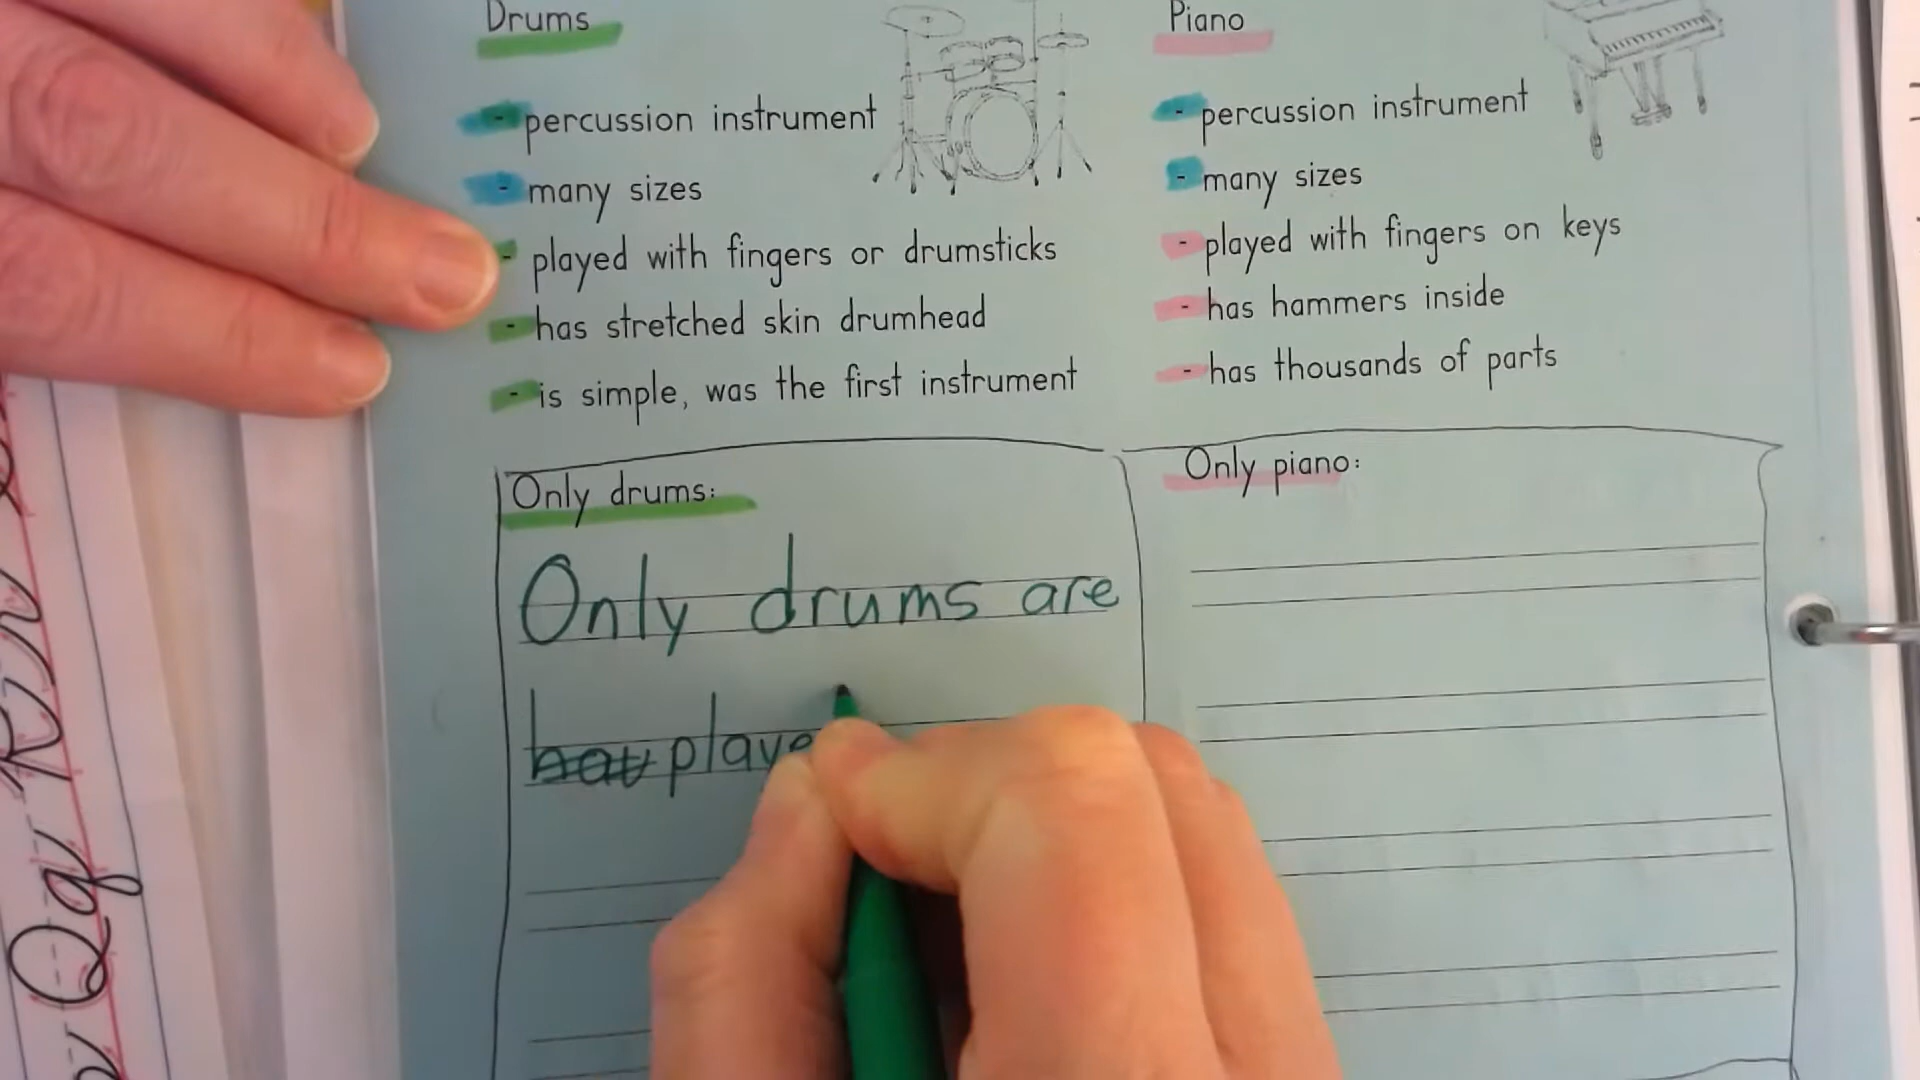 Drums
- percussion instrument
- many sizes
- played with fingers or drumsticks
- has stretched skin drumhead
- is simple, was the first instrument
Piano
- percussion instrument
- many sizes
- played with fingers on keys
- has hammers inside
- has thousands of parts
Only drums:
Only drums are
playe
Only piano:
Qq